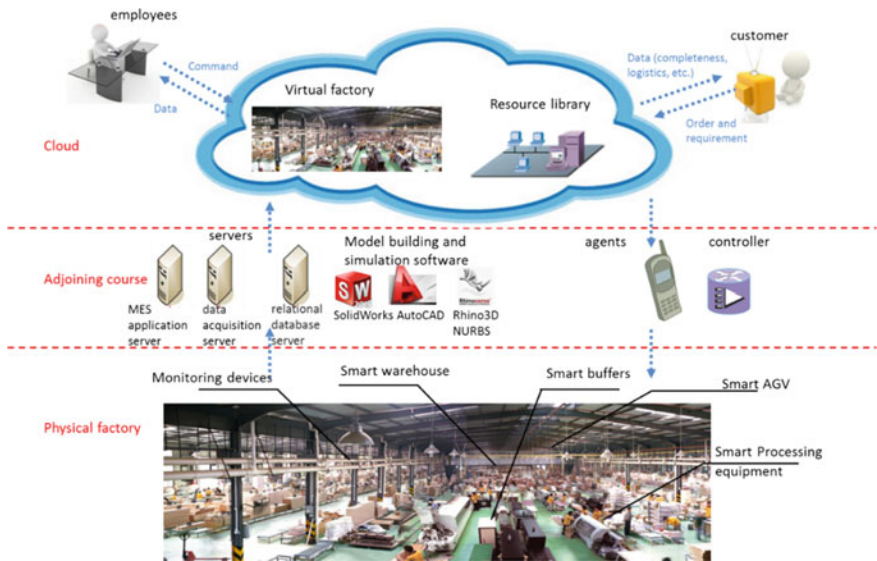 employees
customer
Command
Data
Virtual factory
Resource library
Data (completeness,
logistics, etc.)
Order and
requirement
Cloud
servers
Model building and
simulation software
agents
controller
Adjoining course
MES
application
server
data
acquisition
server
relational
database
server
SW
SolidWorks
A
AutoCAD
Rhinoceros
Rhino3D
NURBS
Monitoring devices
Smart warehouse
Smart buffers
Smart AGV
Physical factory
Smart Processing
equipment